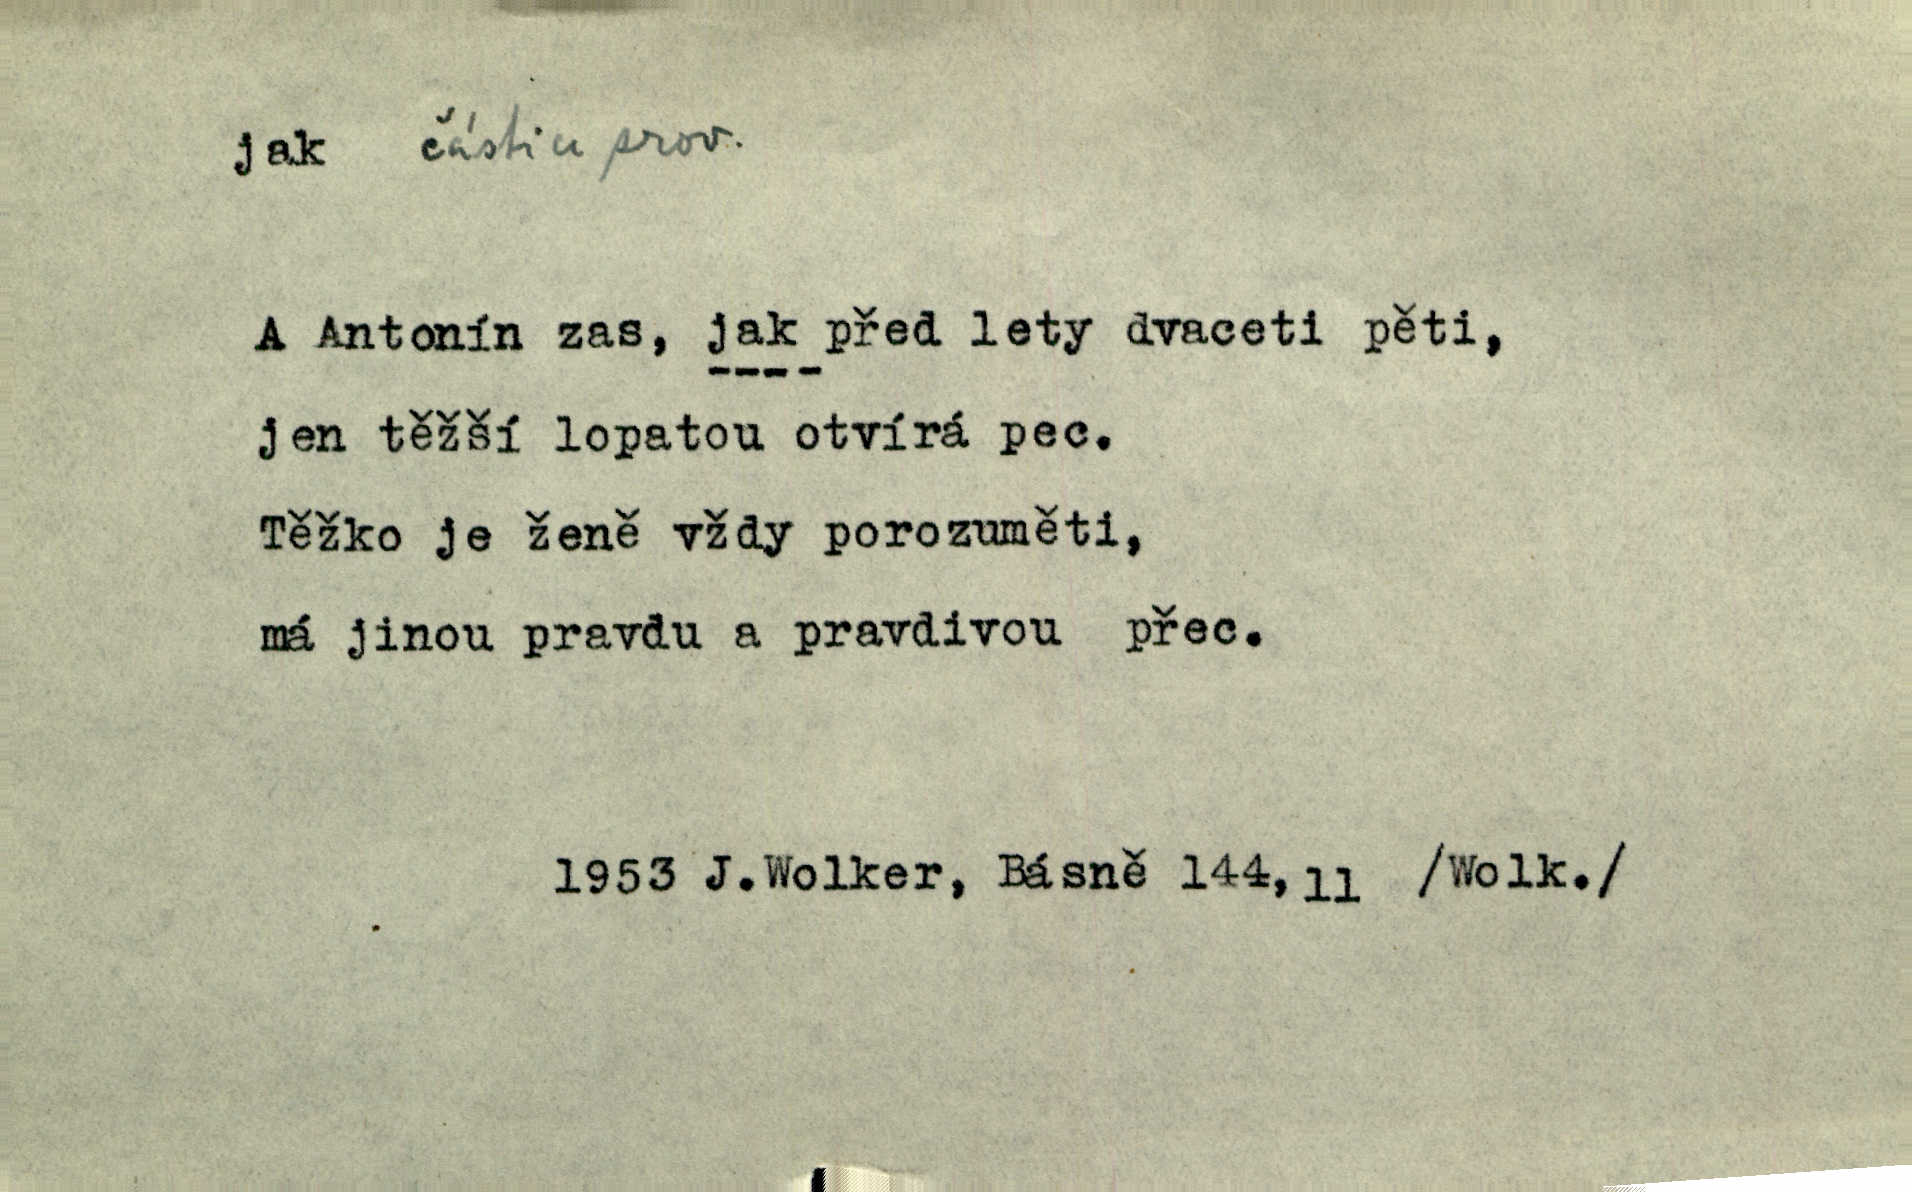 jak částice srov.
A Antonín zas, jak před lety dvaceti pěti,
jen těžší lopatou otvírá pec.
Těžko je ženě vždy porozuměti,
má jinou pravdu a pravdivou přec.
1953 J.Wolker, Básně 144,11 /Wolk./